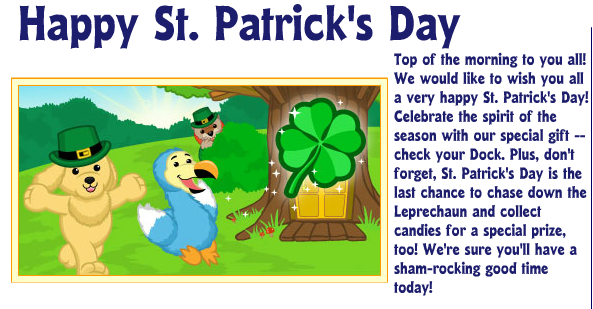 Happy St. Patrick's Day
Top of the morning to you all!
We would like to wish you all
a very happy St. Patrick's Day!
Celebrate the spirit of the
season with our special gift --
check your Dock. Plus, don't
forget, St. Patrick's Day is the
last chance to chase down the
Leprechaun and collect
candies for a special prize,
too! We're sure you'll have a
sham-rocking good time
today!